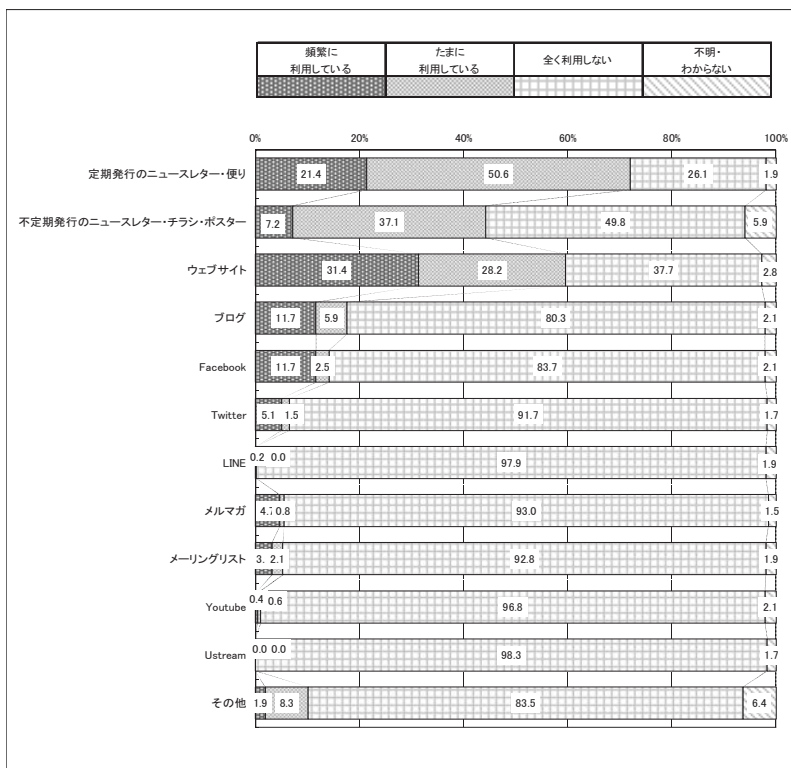 頻繁に
利用している
たまに
利用している
全く利用しない
不明・
わからない
0% 20% 40% 60% 80% 100%
定期発行のニュースレター・便り 21.4 50.6 26.1 1.9
不定期発行のニュースレター・チラシ・ポスター 7.2 37.1 49.8 5.9
ウェブサイト 31.4 28.2 37.7 2.8
ブログ 11.7 5.9 80.3 2.1
Facebook 11.7 2.5 83.7 2.1
Twitter 5.1 1.5 91.7 1.7
LINE 0.2 0.0 97.9 1.9
メルマガ 4.7 0.8 93.0 1.5
メーリングリスト 3. 2.1 92.8 1.9
Youtube 0.4 0.6 96.8 2.1
Ustream 0.0 0.0 98.3 1.7
その他 1.9 8.3 83.5 6.4